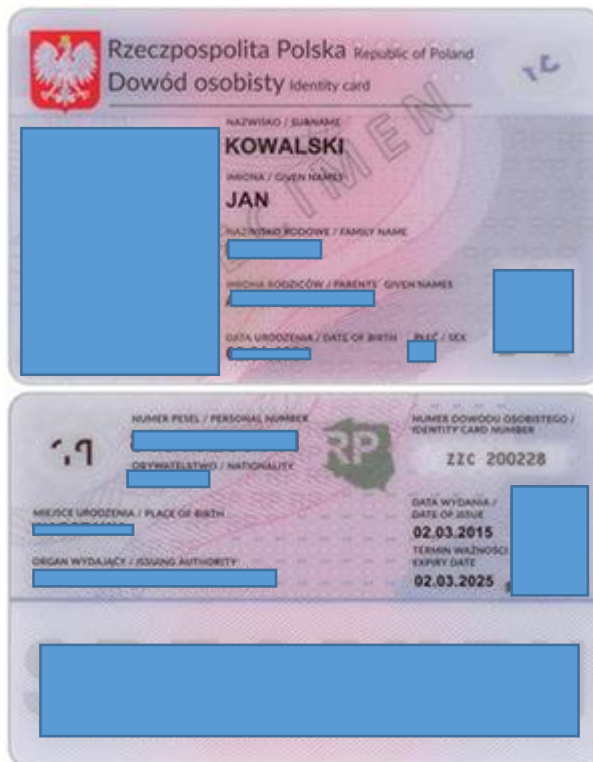 Rzeczpospolita Polska Republic of Poland
Dowód osobisty Identity card
NAZWISKO / SURNAME
KOWALSKI
IMIONA / GIVEN NAMES
JAN
NAZWISKO RODOWE / FAMILY NAME
IMIONA RODZICÓW / PARENTS' GIVEN NAMES
DATA URODZENIA / DATE OF BIRTH PŁEĆ / SEX
SPECIMEN
NUMER PESEL / PERSONAL NUMBER
OBYWATELSTWO / NATIONALITY
MIEJSCE URODZENIA / PLACE OF BIRTH
ORGAN WYDAJĄCY / ISSUING AUTHORITY
RP
NUMER DOWODU OSOBISTEGO /
IDENTITY CARD NUMBER
ZZC 200228
DATA WYDANIA /
DATE OF ISSUE
02.03.2015
TERMIN WAŻNOŚCI
EXPIRY DATE
02.03.2025